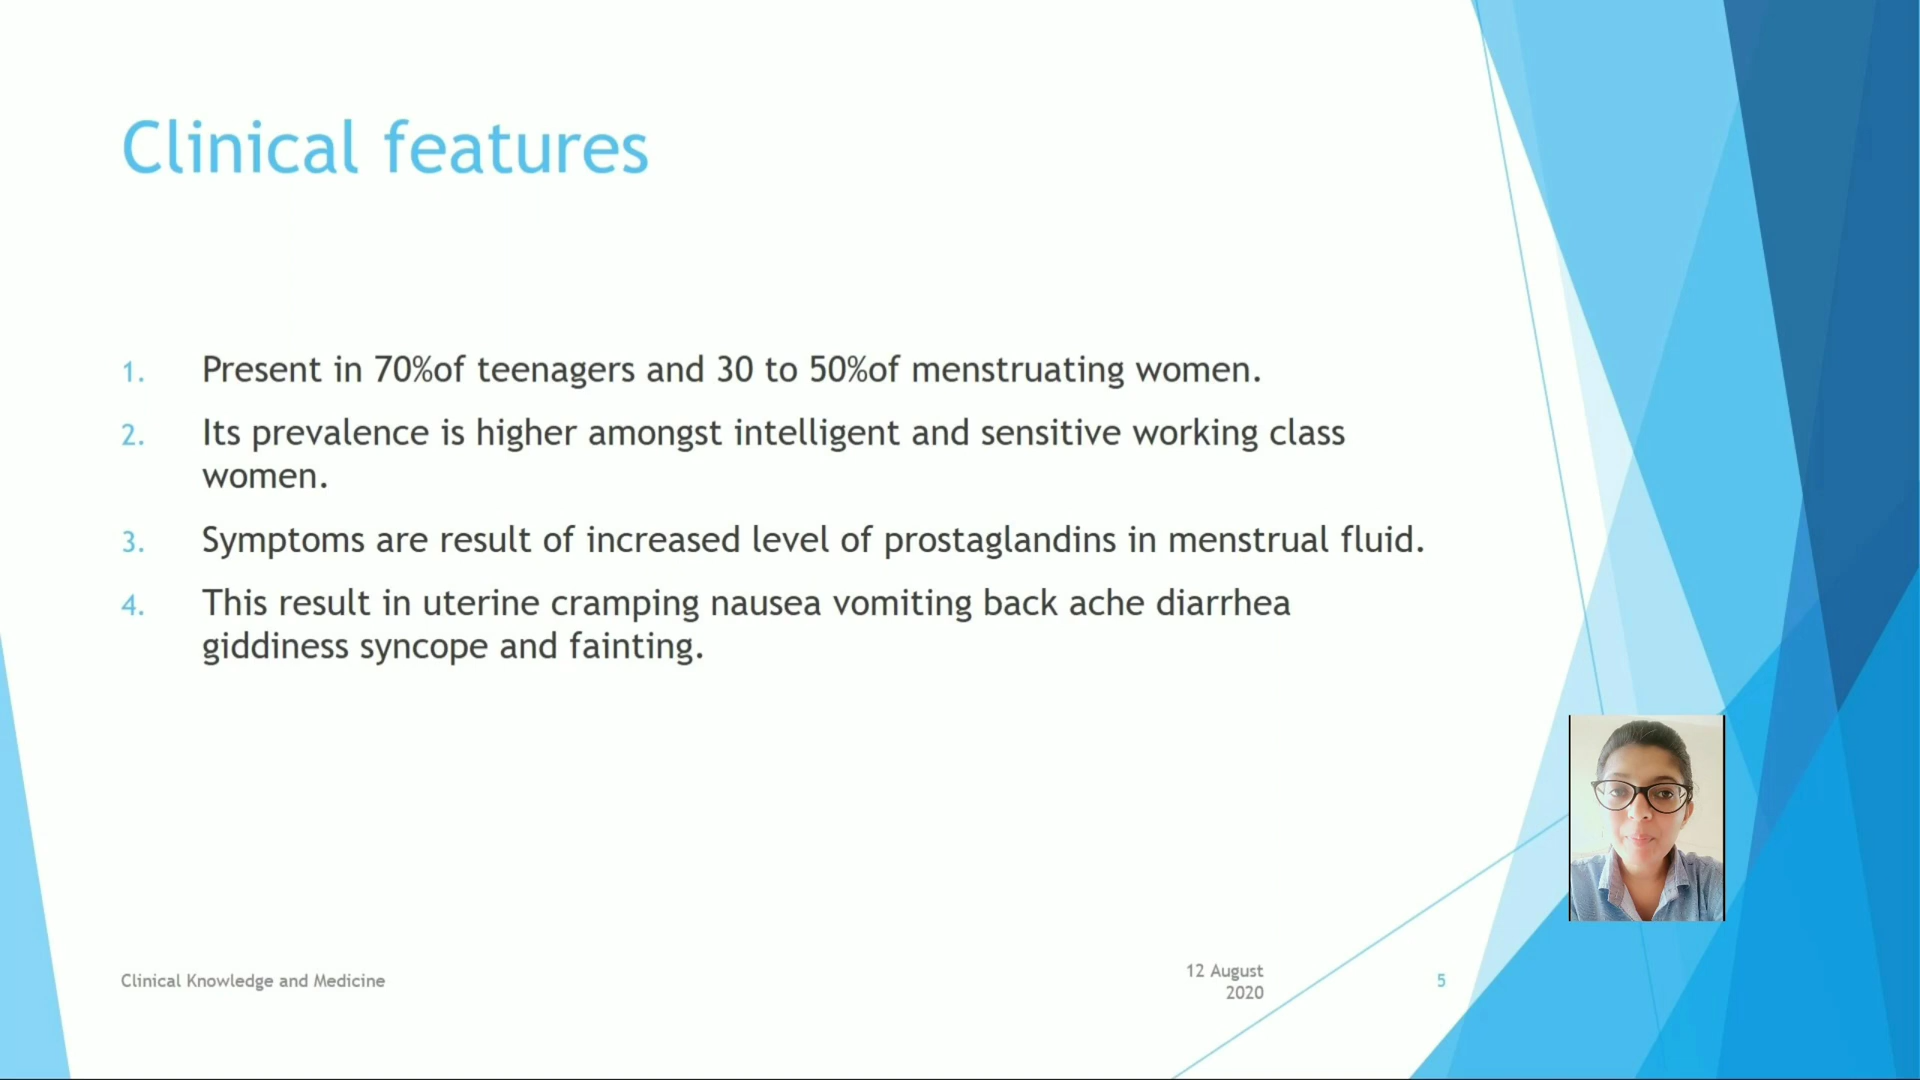 Clinical features
1. Present in 70%of teenagers and 30 to 50%of menstruating women.
2. Its prevalence is higher amongst intelligent and sensitive working class
women.
3. Symptoms are result of increased level of prostaglandins in menstrual fluid.
4. This result in uterine cramping nausea vomiting back ache diarrhea
giddiness syncope and fainting.
Clinical Knowledge and Medicine
12 August
2020
5